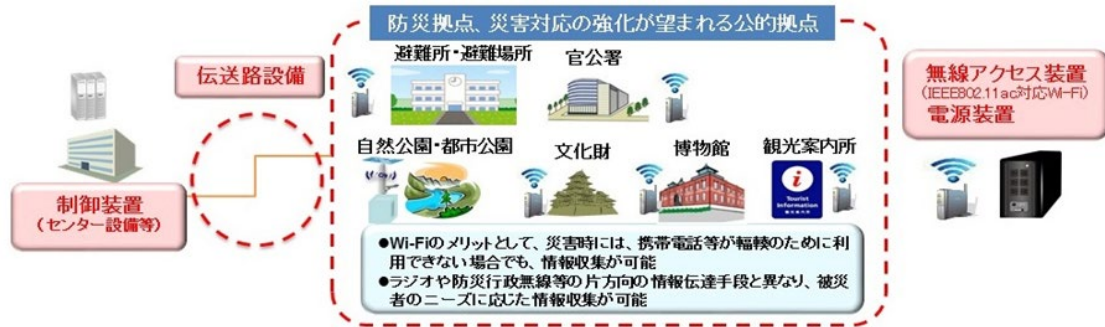 防災拠点、災害対応の強化が望まれる公的拠点
伝送路設備
避難所・避難場所
官公署
無線アクセス装置
(IEEE802.11ac対応Wi-Fi)
電源装置
自然公園・都市公園
文化財
博物館
観光案内所
制御装置
(センター設備等)
i
Tourist
Information
●Wi-Fiのメリットとして、災害時には、携帯電話等が輻輳のために利
用できない場合でも、情報収集が可能
●ラジオや防災行政無線等の片方向の情報伝達手段と異なり、被災
者のニーズに応じた情報収集が可能